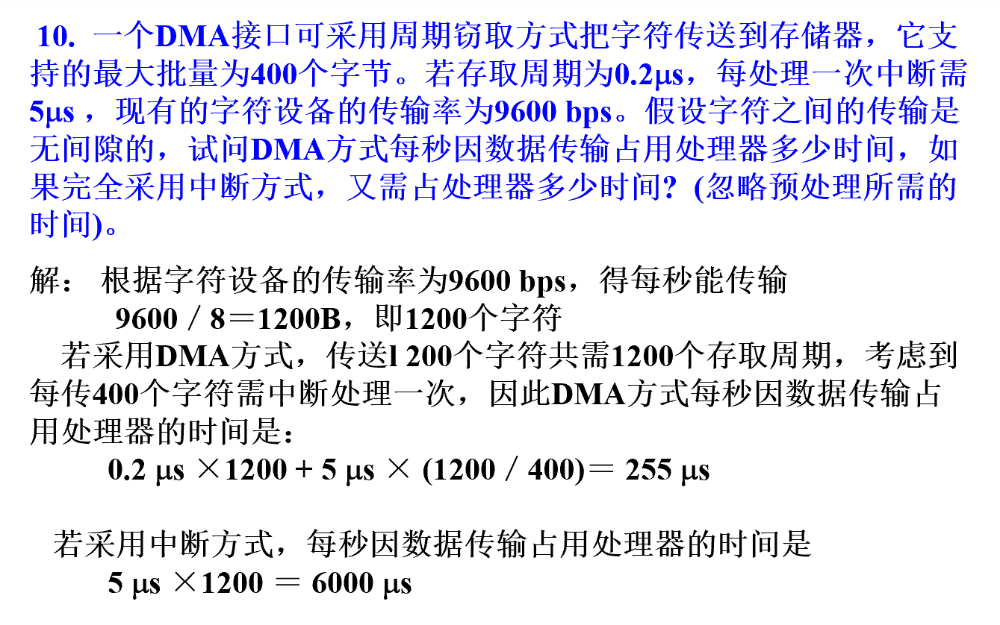 10. 一个DMA接口可采用周期窃取方式把字符传送到存储器，它支
持的最大批量为400个字节。若存取周期为0.2μs，每处理一次中断需
5μs ，现有的字符设备的传输率为9600 bps。假设字符之间的传输是
无间隙的，试问DMA方式每秒因数据传输占用处理器多少时间，如
果完全采用中断方式，又需占处理器多少时间?（忽略预处理所需的
时间)。
解： 根据字符设备的传输率为9600 bps，得每秒能传输
9600／8＝1200B，即1200个字符
若采用DMA方式，传送l 200个字符共需1200个存取周期，考虑到
每传400个字符需中断处理一次，因此DMA方式每秒因数据传输占
用处理器的时间是：
0.2 μs ×1200 + 5 μs × (1200／400)＝ 255 μs
若采用中断方式，每秒因数据传输占用处理器的时间是
5 μs ×1200 ＝ 6000 μs